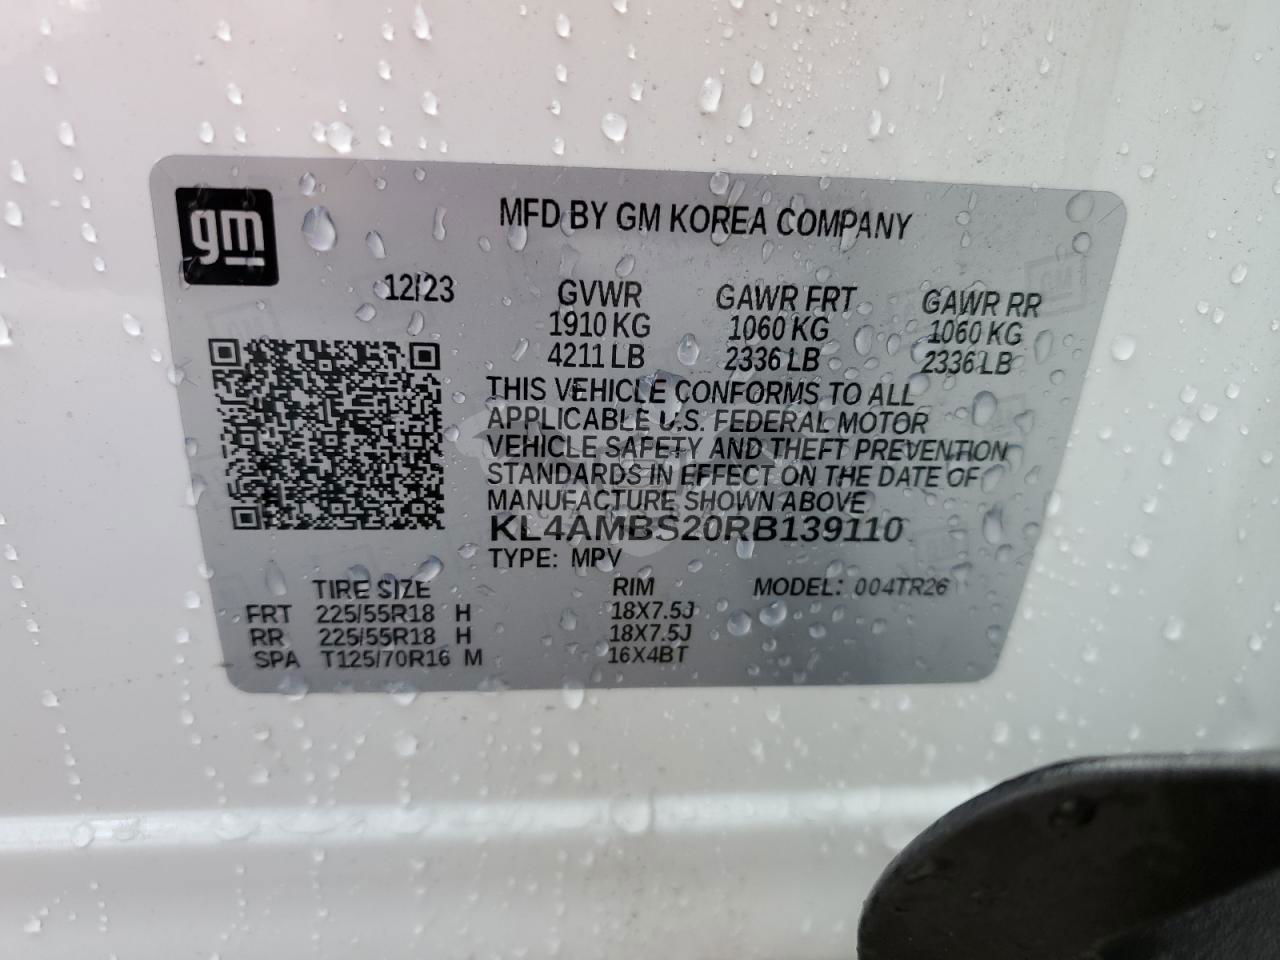 gm
MFD BY GM KOREA COMPANY
12/23
GVWR GAWR FRT GAWR RR
1910 KG 1060 KG 1060 KG
4211 LB 2336 LB 2336 LB
THIS VEHICLE CONFORMS TO ALL
APPLICABLE U.S. FEDERAL MOTOR
VEHICLE SAFETY AND THEFT PREVENTION
STANDARDS IN EFFECT ON THE DATE OF
MANUFACTURE SHOWN ABOVE
KL4AMBS20RB139110
TYPE: MPV
TIRE SIZE RIM MODEL: 004TR26
FRT 225/55R18 H 18X7.5J
RR 225/55R18 H 18X7.5J
SPA T125/70R16 M 16X4BT